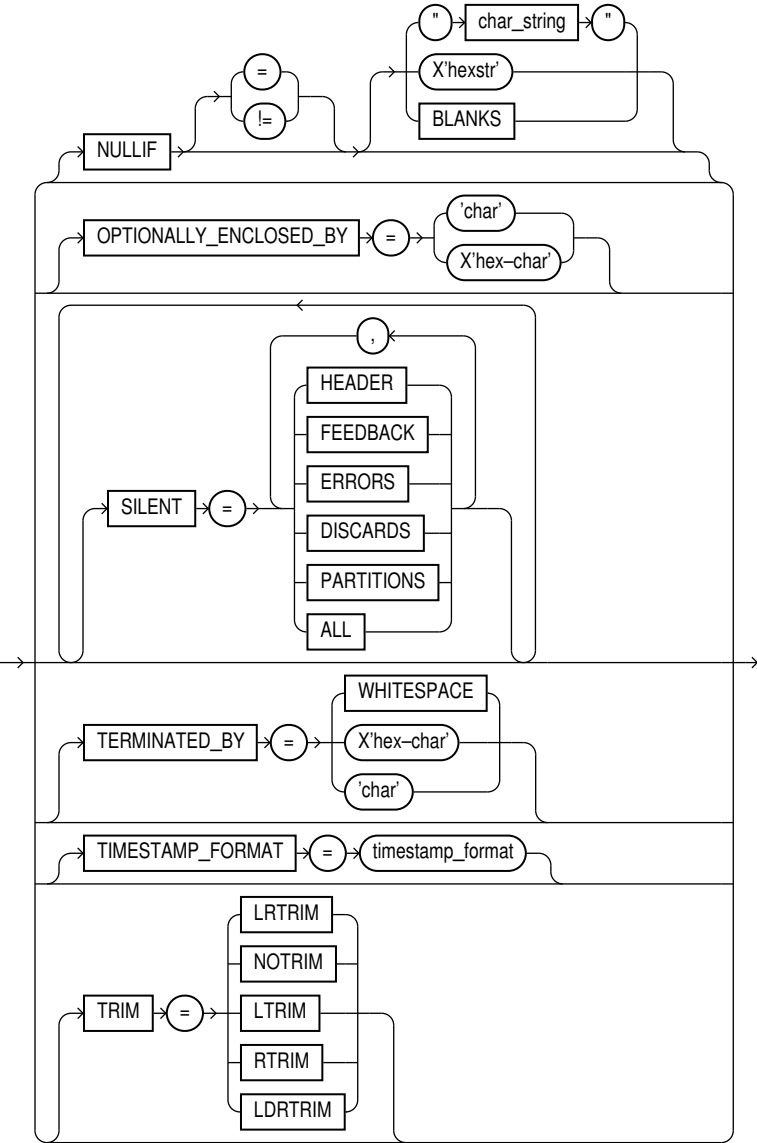 " char_string "
=
X'hexstr'
!=
BLANKS
NULLIF
'char'
OPTIONALLY_ENCLOSED_BY =
X'hex–char'
,
HEADER
FEEDBACK
ERRORS
SILENT =
DISCARDS
PARTITIONS
ALL
WHITESPACE
TERMINATED_BY = X'hex–char'
'char'
TIMESTAMP_FORMAT = timestamp_format
LRTRIM
NOTRIM
TRIM = LTRIM
RTRIM
LDRTRIM